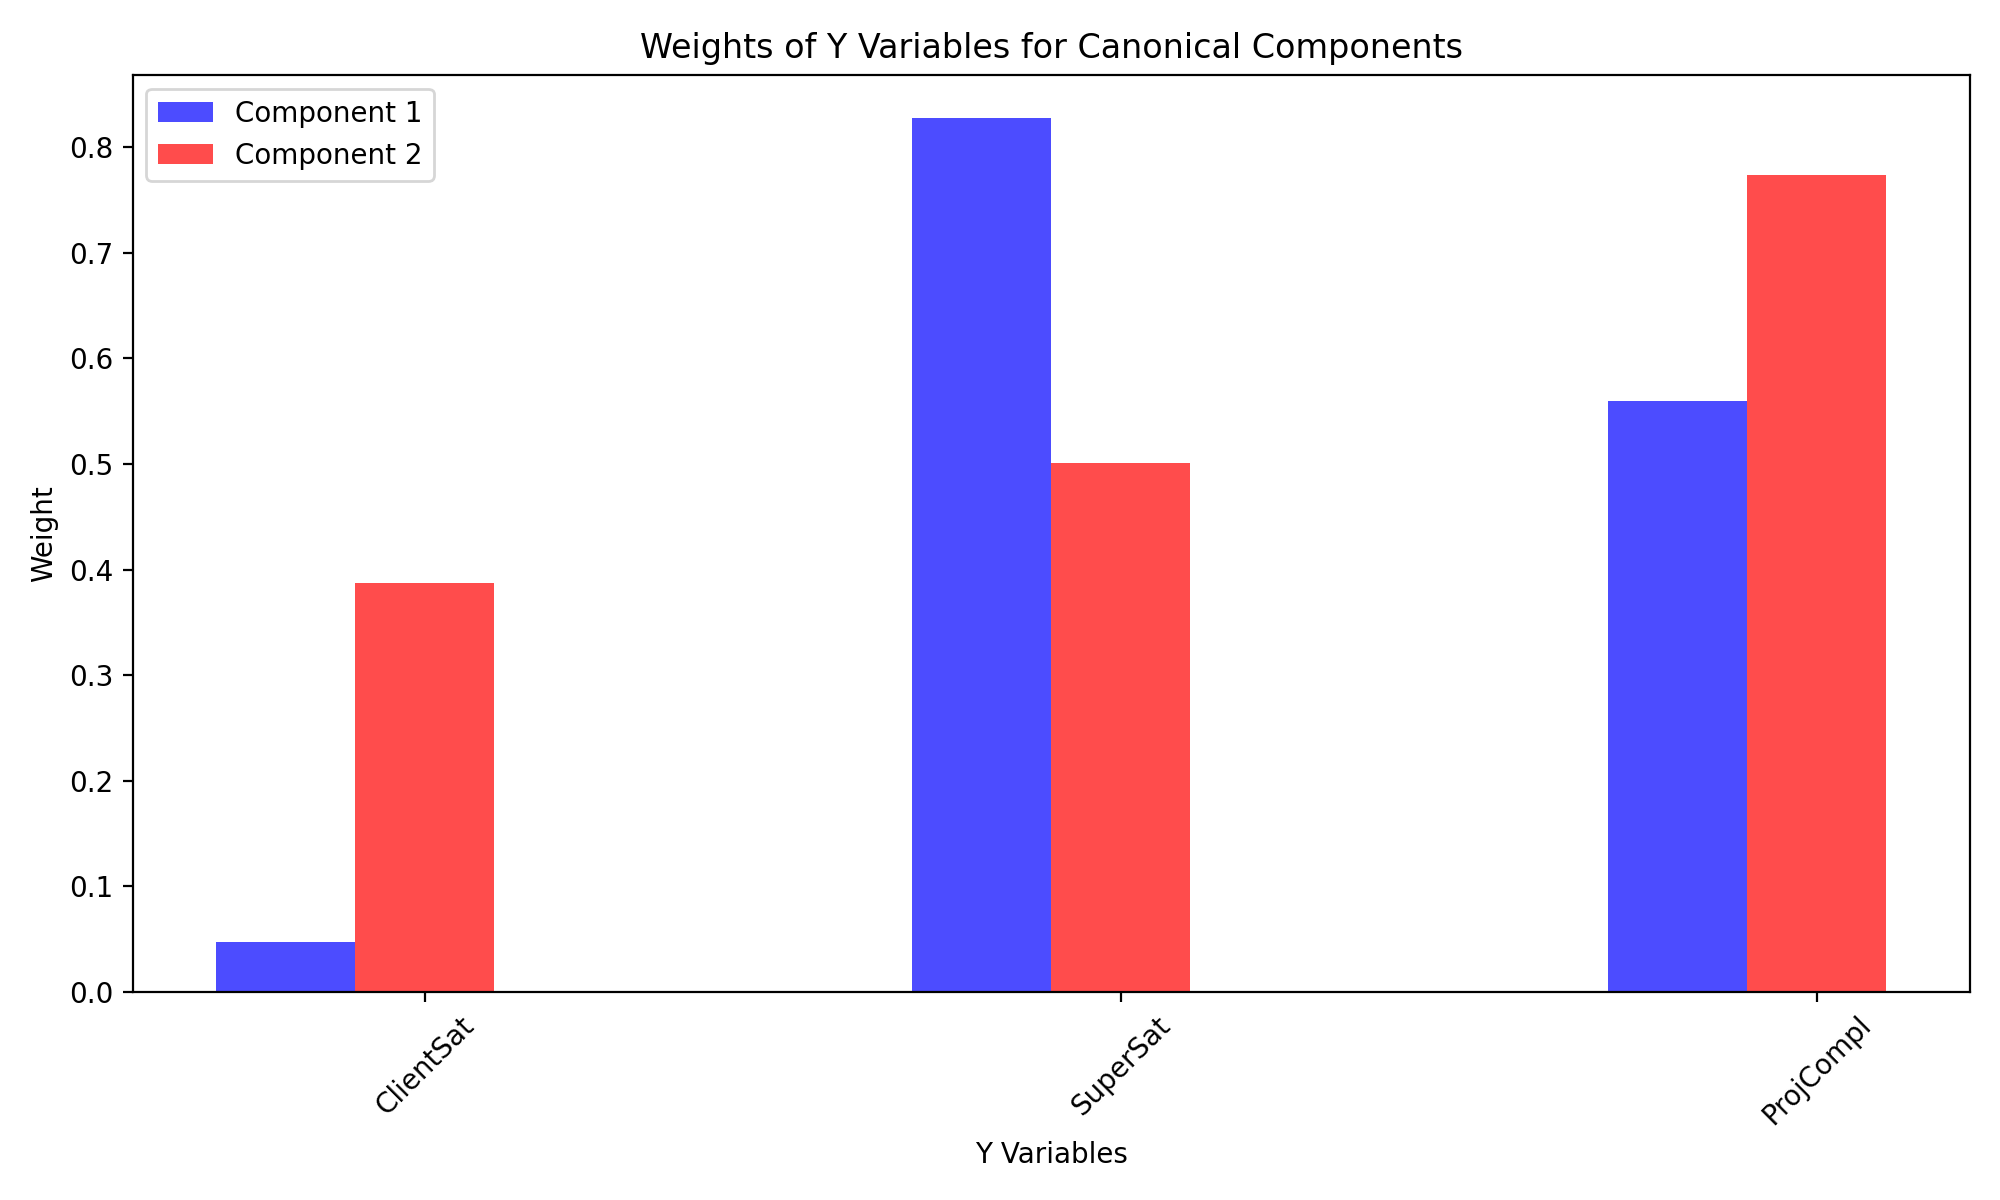 Weights of Y Variables for Canonical Components
Component 1
Component 2
Weight
0.8
0.7
0.6
0.5
0.4
0.3
0.2
0.1
0.0
ClientSat
SuperSat
ProjCompl
Y Variables